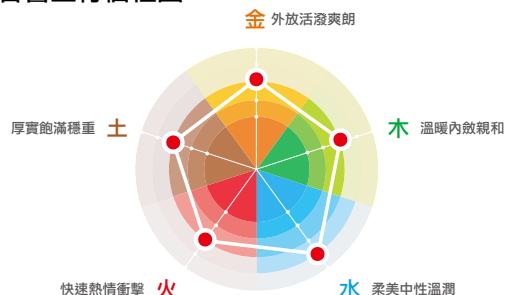 金 外放活潑爽朗
木 溫暖內斂親和
土 厚實飽滿穩重
火 快速熱情衝擊
水 柔美中性溫潤